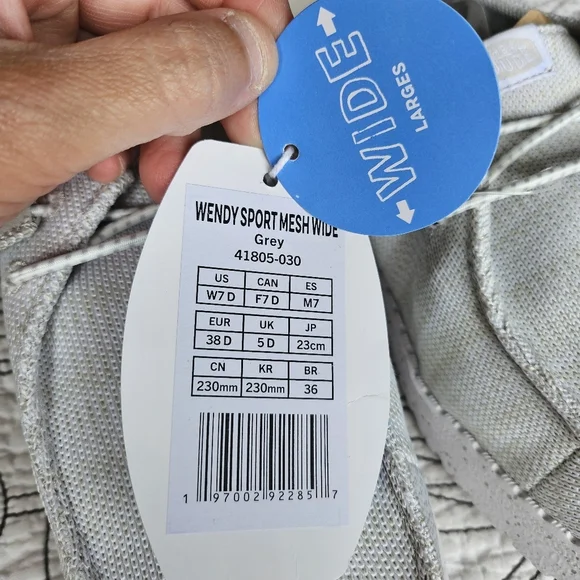 WIDE
LARGES
WENDY SPORT MESH WIDE
Grey
41805-030
US CAN ES
W7 D F7 D M7
EUR UK JP
38 D 5 D 23cm
CN KR BR
230mm 230mm 36
1 97002 92285 7